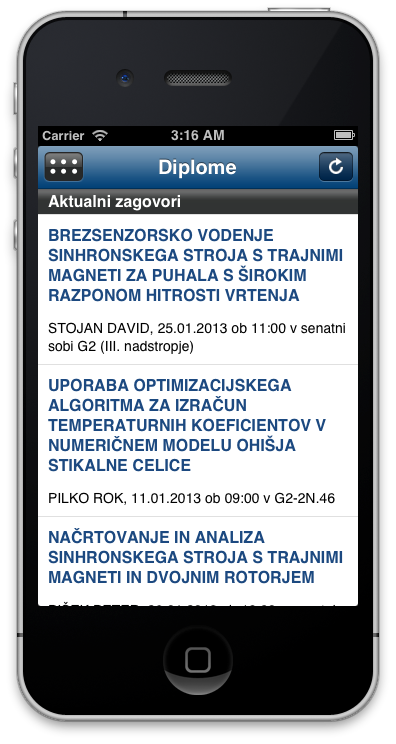 Carrier
3:16 AM
Diplome
Aktualni zagovori
BREZSENZORSKO VODENJE
SINHRONSKEGA STROJA S TRAJNIMI
MAGNETI ZA PUHALA S ŠIROKIM
RAZPONOM HITROSTI VRTENJA
STOJAN DAVID, 25.01.2013 ob 11:00 v senatni
sobi G2 (III. nadstropje)
UPORABA OPTIMIZACIJSKEGA
ALGORITMA ZA IZRAČUN
TEMPERATURNIH KOEFICIENTOV V
NUMERIČNEM MODELU OHIŠJA
STIKALNE CELICE
PILKO ROK, 11.01.2013 ob 09:00 v G2-2N.46
NAČRTOVANJE IN ANALIZA
SINHRONSKEGA STROJA S TRAJNIMI
MAGNETI IN DVOJNIM ROTORJEM